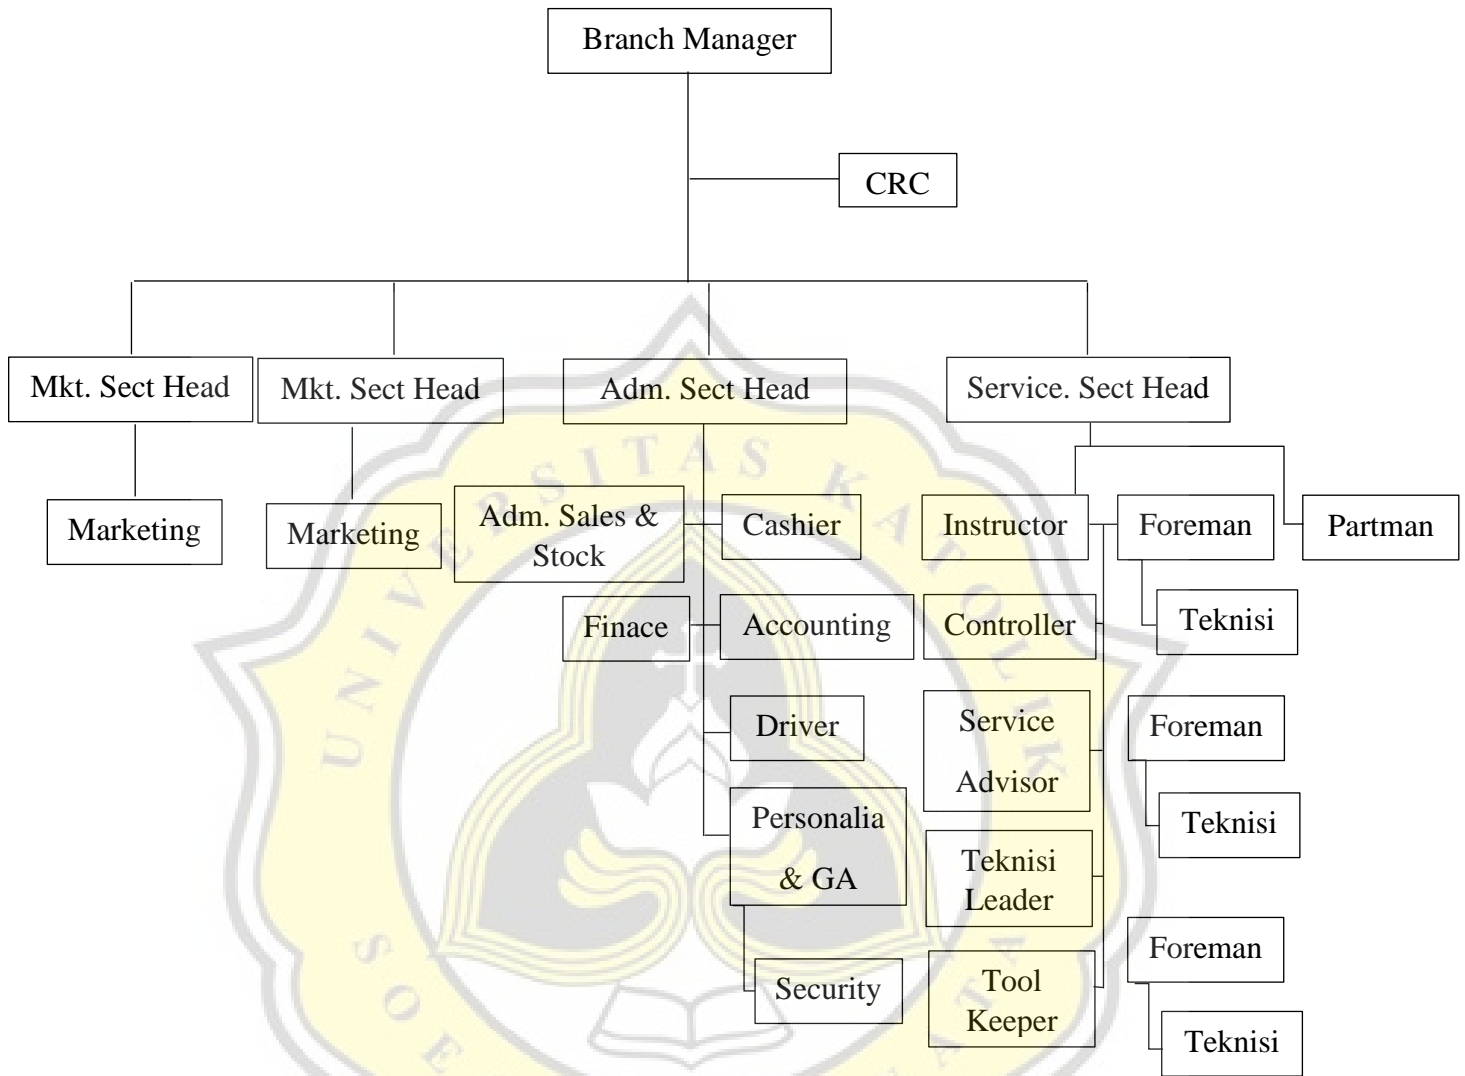 Branch Manager
CRC
Mkt. Sect Head
Mkt. Sect Head
Adm. Sect Head
Service. Sect Head
Marketing
Marketing
Adm. Sales &
Stock
Cashier
Instructor
Foreman
Partman
Finace
Accounting
Controller
Teknisi
Driver
Service
Advisor
Foreman
Personalia
& GA
Teknisi
Leader
Teknisi
Security
Tool
Keeper
Foreman
Teknisi
UNIVERSITAS KATOLIK